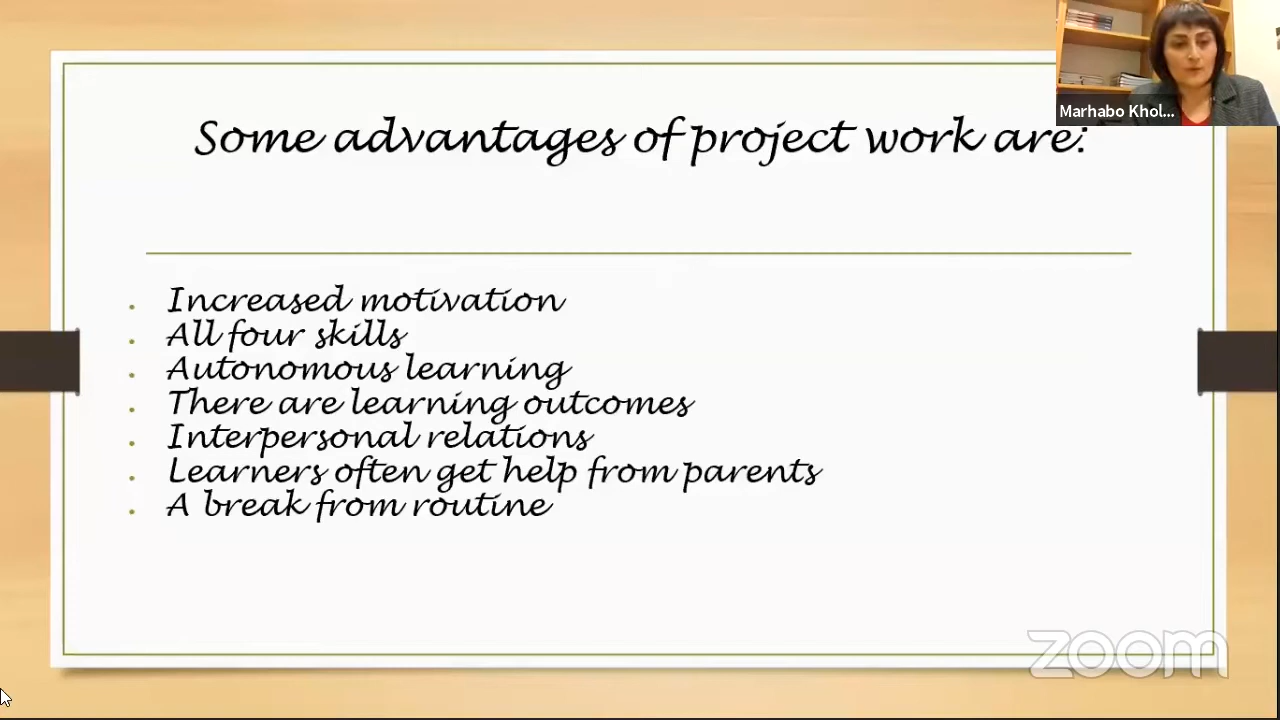 Marhabo Khol...
Some advantages of project work are:
Increased motivation
All four skills
Autonomous learning
There are learning outcomes
Interpersonal relations
Learners often get help from parents
A break from routine
zoom